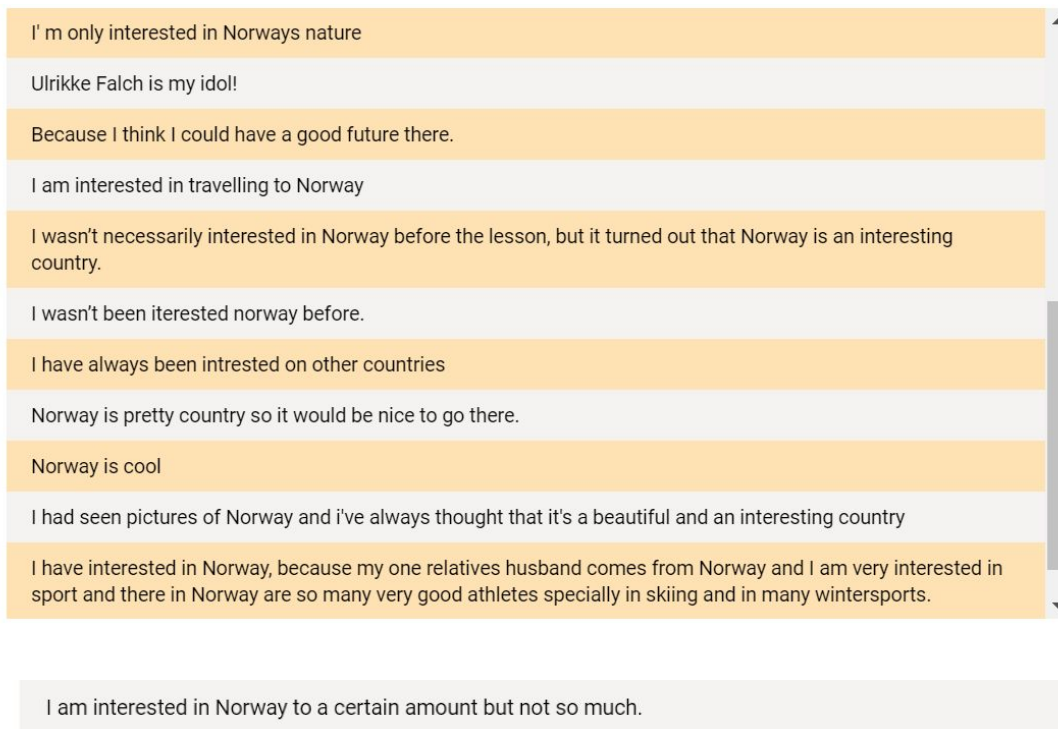 I' m only interested in Norways nature
Ulrikke Falch is my idol!
Because I think I could have a good future there.
I am interested in travelling to Norway
I wasn’t necessarily interested in Norway before the lesson, but it turned out that Norway is an interesting
country.
I wasn’t been iterested norway before.
I have always been intrested on other countries
Norway is pretty country so it would be nice to go there.
Norway is cool
I had seen pictures of Norway and i've always thought that it's a beautiful and an interesting country
I have interested in Norway, because my one relatives husband comes from Norway and I am very interested in
sport and there in Norway are so many very good athletes specially in skiing and in many wintersports.
I am interested in Norway to a certain amount but not so much.